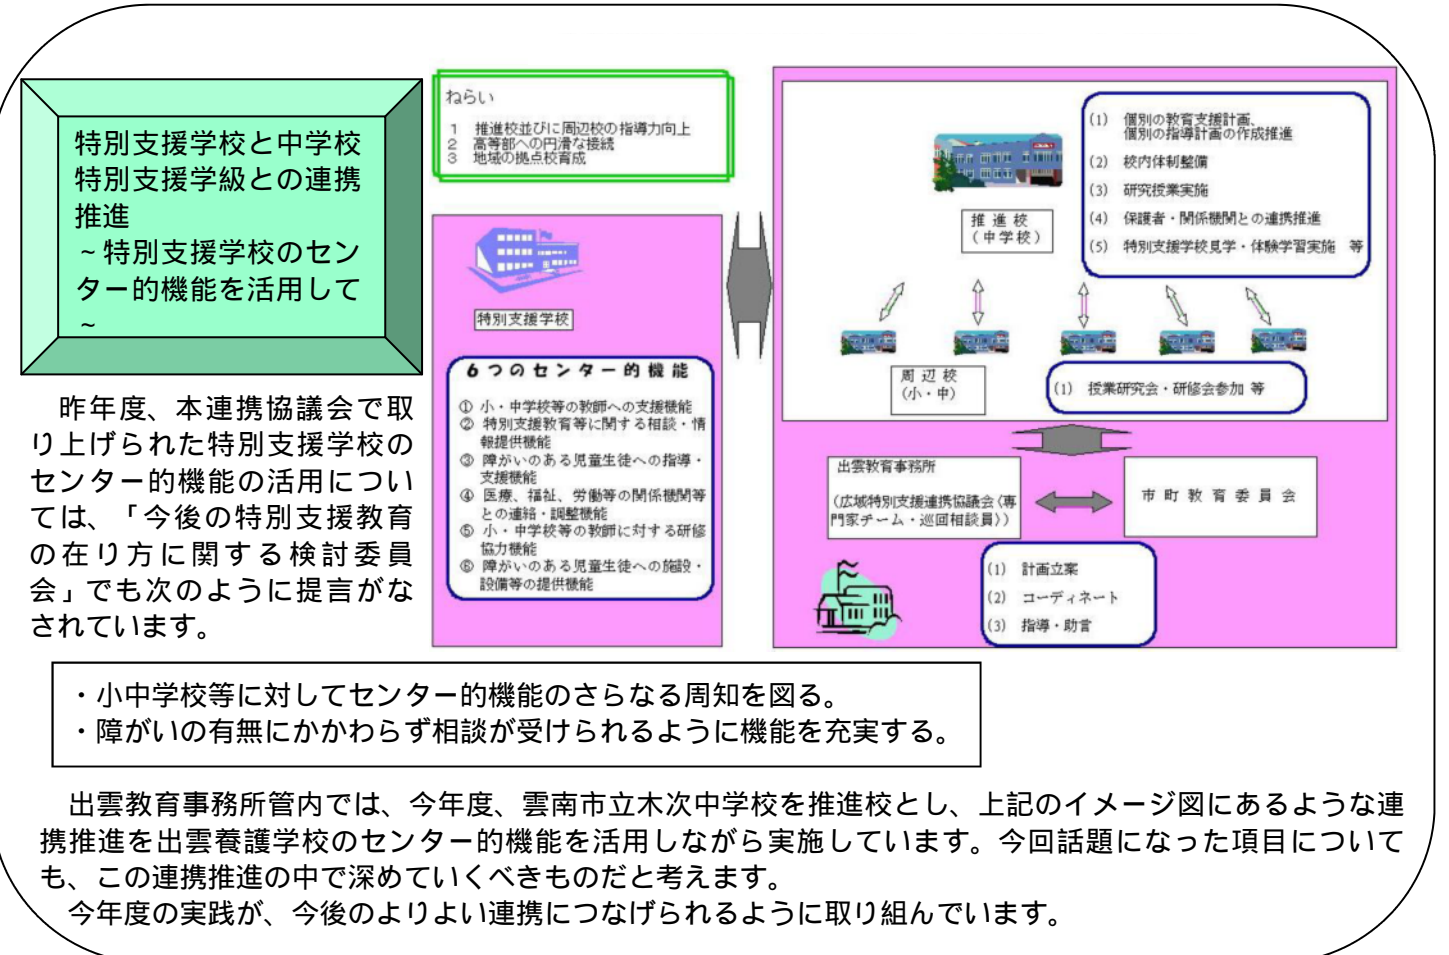 特別支援学校と中学校
特別支援学級との連携
推進
~特別支援学校のセン
ター的機能を活用して
~
ねらい
1 推進校並びに周辺校の指導力向上
2 高等部への円滑な接続
3 地域の拠点校育成
特別支援学校
6つのセンター的機能
① 小・中学校等の教師への支援機能
② 特別支援教育等に関する相談・情
報提供機能
③ 障がいのある児童生徒への指導・
支援機能
④ 医療、福祉、労働等の関係機関等
との連絡・調整機能
⑤ 小・中学校等の教師に対する研修
協力機能
⑥ 障がいのある児童生徒への施設・
設備等の提供機能
推進校
(中学校)
(1) 個別の教育支援計画、
個別の指導計画の作成推進
(2) 校内体制整備
(3) 研究授業実施
(4) 保護者・関係機関との連携推進
(5) 特別支援学校見学・体験学習実施 等
周辺校
(小・中)
(1) 授業研究会・研修会参加 等
出雲教育事務所
(広域特別支援連携協議会〈専
門家チーム・巡回相談員〉)
市町教育委員会
(1) 計画立案
(2) コーディネート
(3) 指導・助言
昨年度、本連携協議会で取
り上げられた特別支援学校の
センター的機能の活用につい
ては、「今後の特別支援教育
の在り方に関する検討委員
会」でも次のように提言がな
されています。
・小中学校等に対してセンター的機能のさらなる周知を図る。
・障がいの有無にかかわらず相談が受けられるように機能を充実する。
出雲教育事務所管内では、今年度、雲南市立木次中学校を推進校とし、上記のイメージ図にあるような連
携推進を出雲養護学校のセンター的機能を活用しながら実施しています。今回話題になった項目について
も、この連携推進の中で深めていくべきものだと考えます。
今年度の実践が、今後のよりよい連携につなげられるように取り組んでいます。